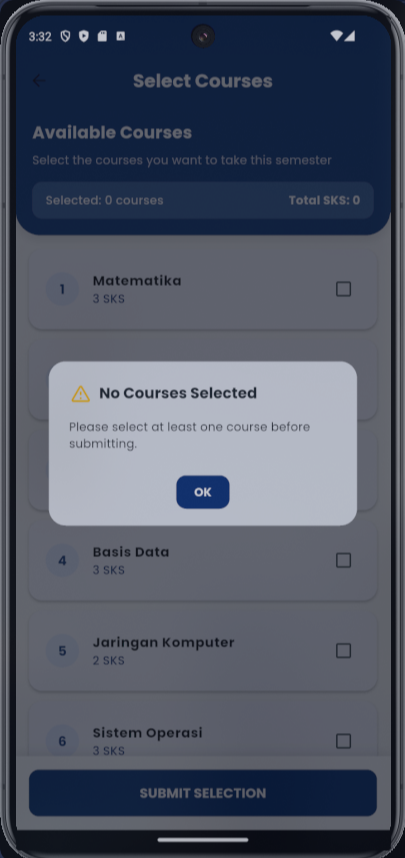 3:32
Select Courses
Available Courses
Select the courses you want to take this semester
Selected: 0 courses
Total SKS: 0
1
Matematika
3 SKS
No Courses Selected
Please select at least one course before
submitting.
OK
4
Basis Data
3 SKS
5
Jaringan Komputer
2 SKS
6
Sistem Operasi
3 SKS
SUBMIT SELECTION